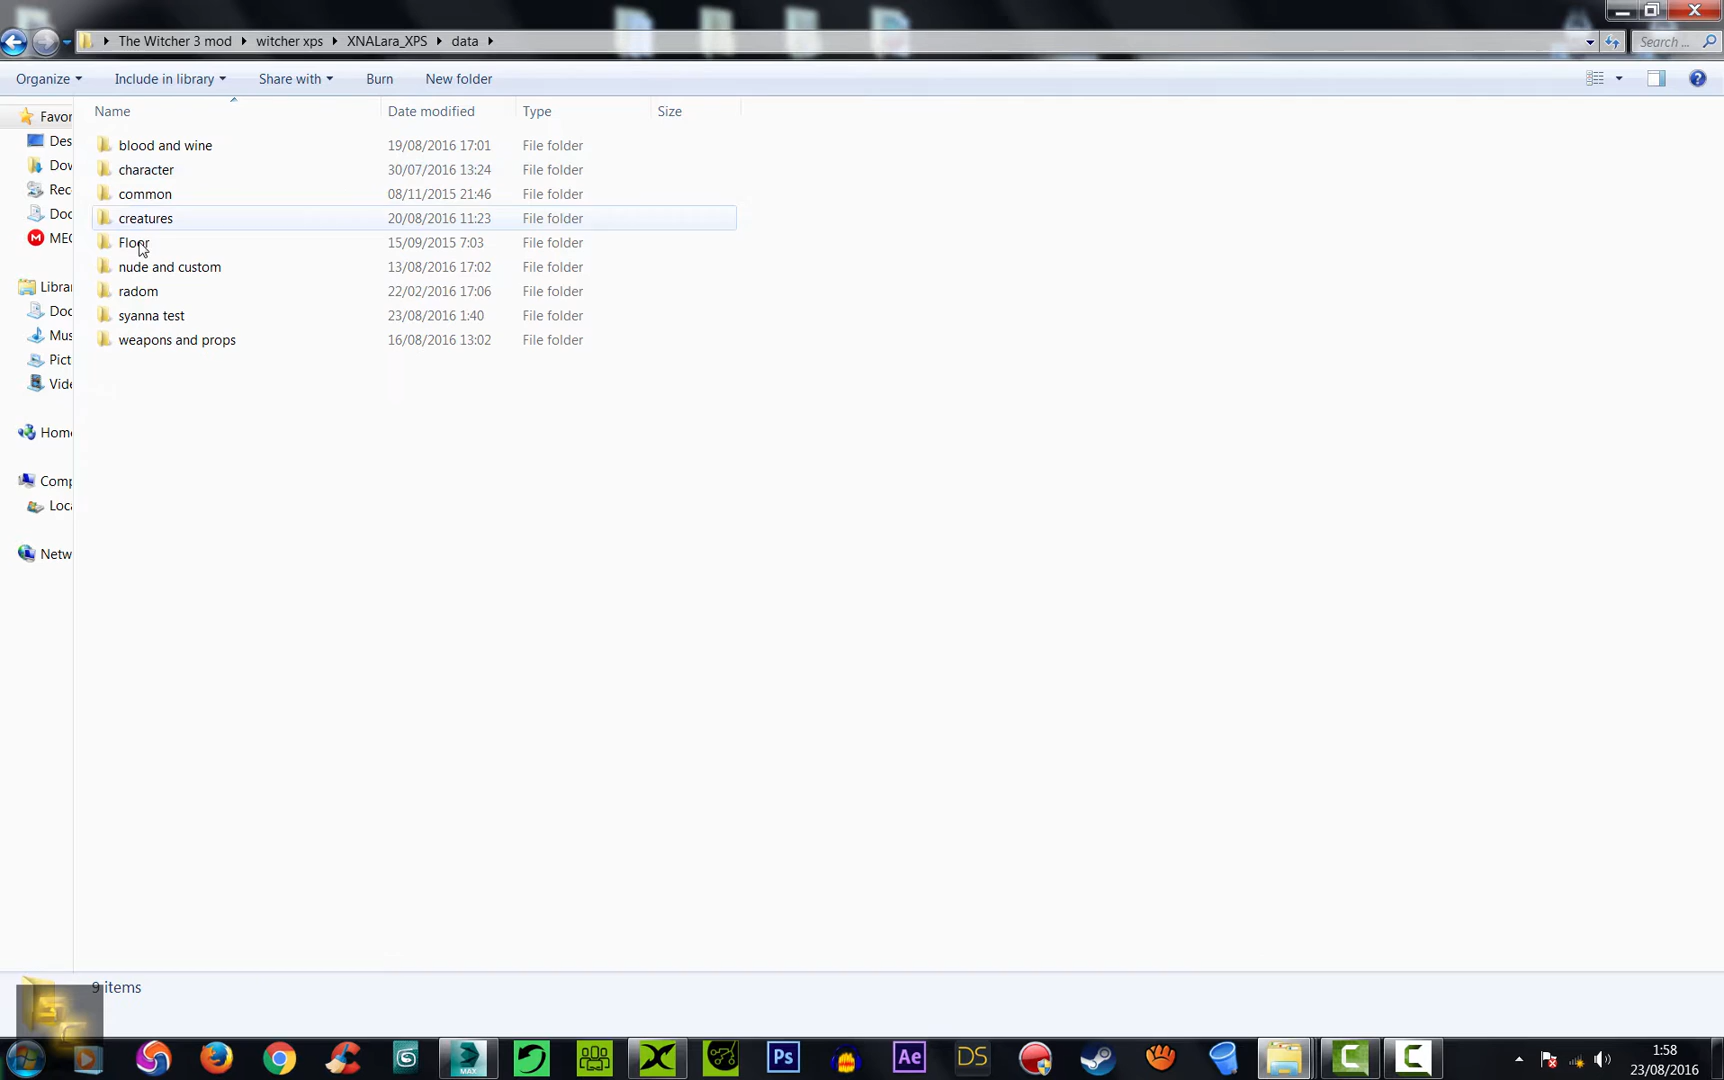 The Witcher 3 mod witcher xps XNALara_XPS data Search ...
Organize Include in library Share with Burn New folder
Name Date modified Type Size
Favor
Des
Dow
Rec
Doc
MEG
Librar
Doc
Mus
Pict
Vide
Home
Comp
Loca
Netw
blood and wine 19/08/2016 17:01 File folder
character 30/07/2016 13:24 File folder
common 08/11/2015 21:46 File folder
creatures 20/08/2016 11:23 File folder
Floor 15/09/2015 7:03 File folder
nude and custom 13/08/2016 17:02 File folder
radom 22/02/2016 17:06 File folder
syanna test 23/08/2016 1:40 File folder
weapons and props 16/08/2016 13:02 File folder
9 items
MAX
Ps
Ae
DS
1:58
23/08/2016